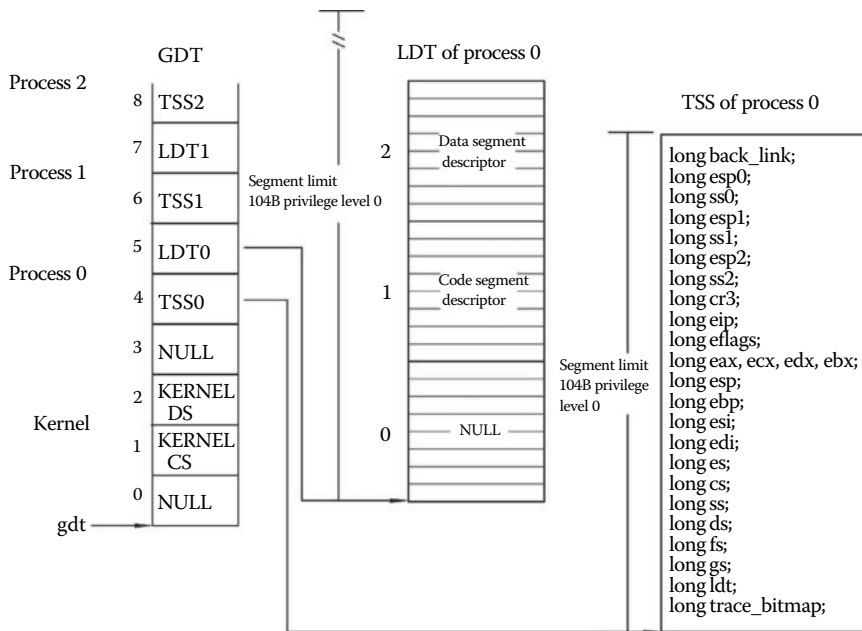 GDT
Process 2
8 TSS2
7 LDT1
Process 1
6 TSS1
5 LDT0
Process 0
4 TSS0
3 NULL
2 KERNEL
DS
Kernel
1 KERNEL
CS
0 NULL
gdt
Segment limit
104B privilege level 0
LDT of process 0
2
Data segment
descriptor
1
Code segment
descriptor
0
NULL
Segment limit
104B privilege
level 0
TSS of process 0
long back_link;
long esp0;
long ss0;
long esp1;
long ss1;
long esp2;
long ss2;
long cr3;
long eip;
long eflags;
long eax, ecx, edx, ebx;
long esp;
long ebp;
long esi;
long edi;
long es;
long cs;
long ss;
long ds;
long fs;
long gs;
long ldt;
long trace_bitmap;